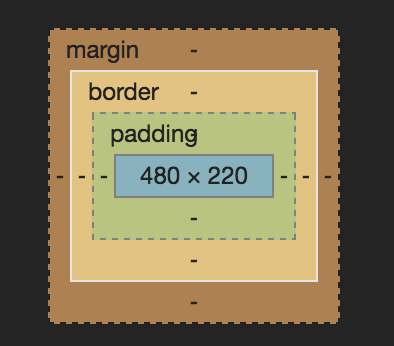 margin -
border -
padding -
- - - 480 × 220 - - -
-
-
-